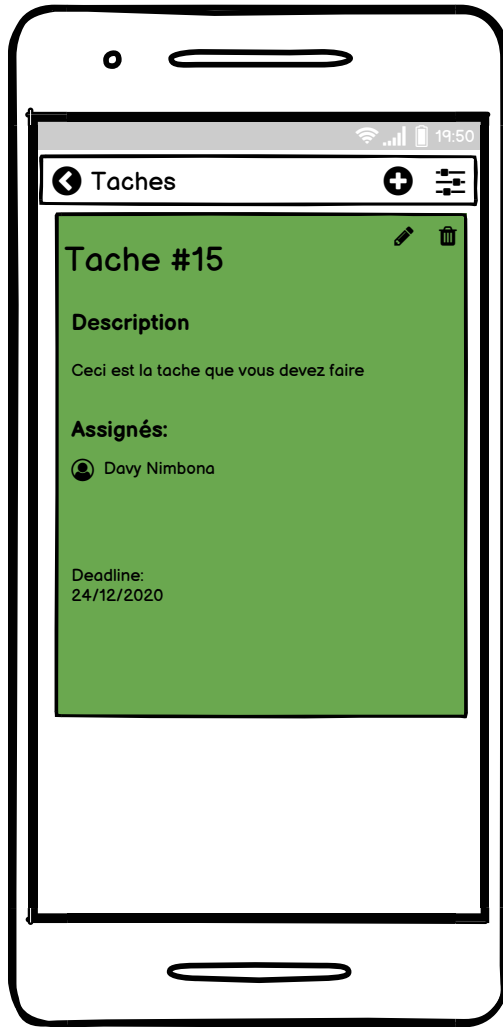 19:50
Taches
Tache #15
Description
Ceci est la tache que vous devez faire
Assignés:
Davy Nimbona
Deadline:
24/12/2020